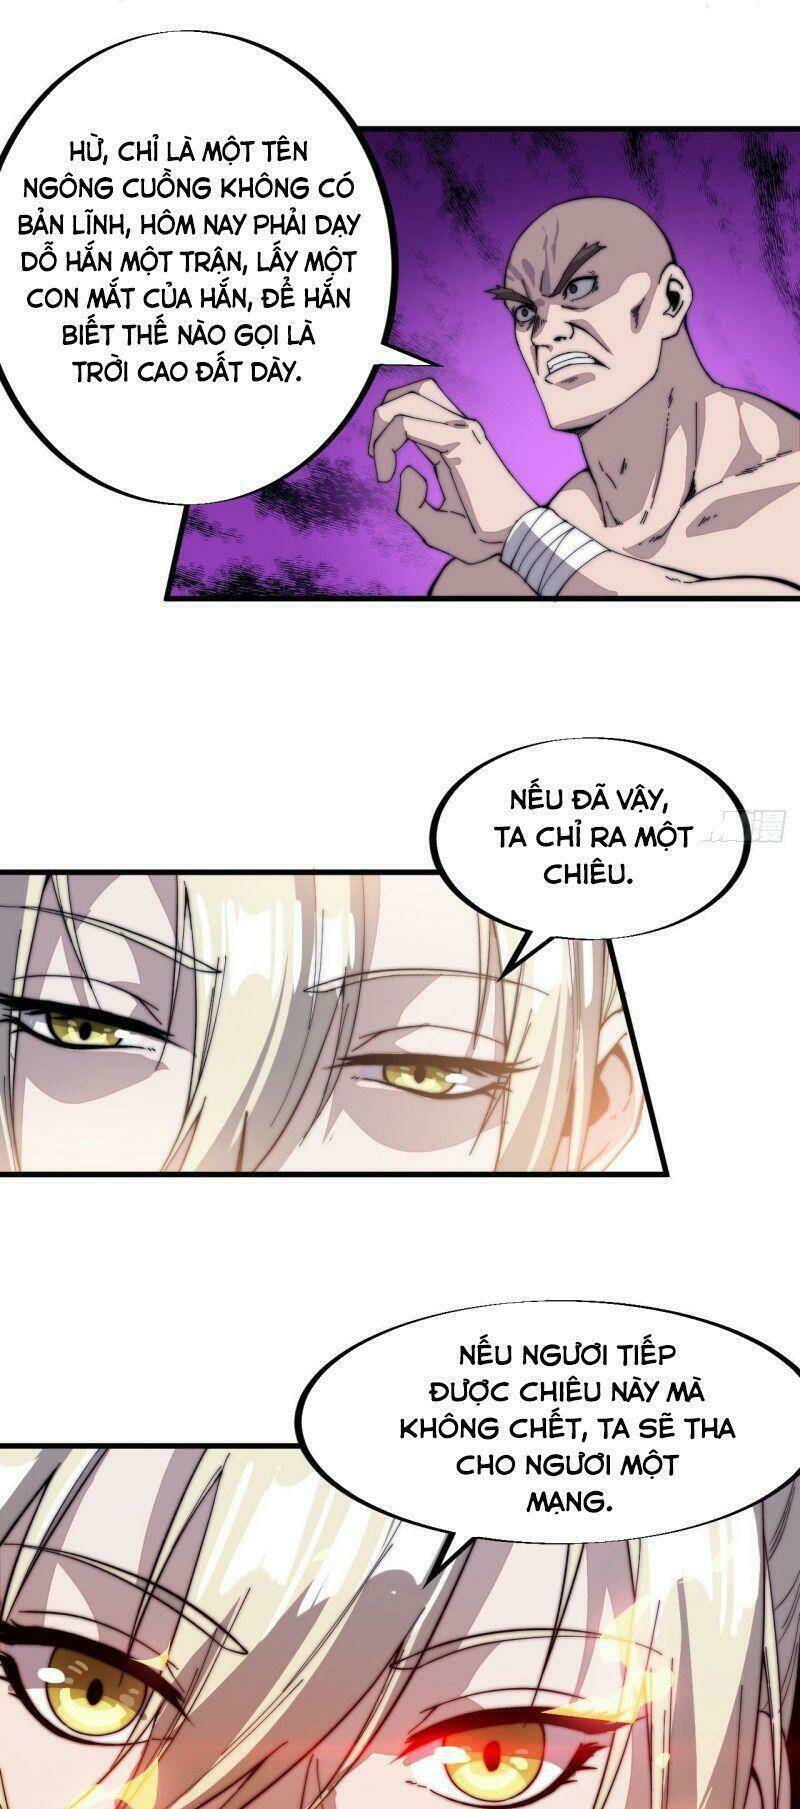 HỪ, CHỈ LÀ MỘT TÊN
NGÔNG CUỒNG KHÔNG CÓ
BẢN LĨNH, HÔM NAY PHẢI DẠY
DỖ HẮN MỘT TRẬN, LẤY MỘT
CON MẮT CỦA HẮN, ĐỂ HẮN
BIẾT THẾ NÀO GỌI LÀ
TRỜI CAO ĐẤT DÀY.
NẾU ĐÃ VẬY,
TA CHỈ RA MỘT
CHIÊU.
NẾU NGƯƠI TIẾP
ĐƯỢC CHIÊU NÀY MÀ
KHÔNG CHẾT, TA SẼ THA
CHO NGƯƠI MỘT
MẠNG.